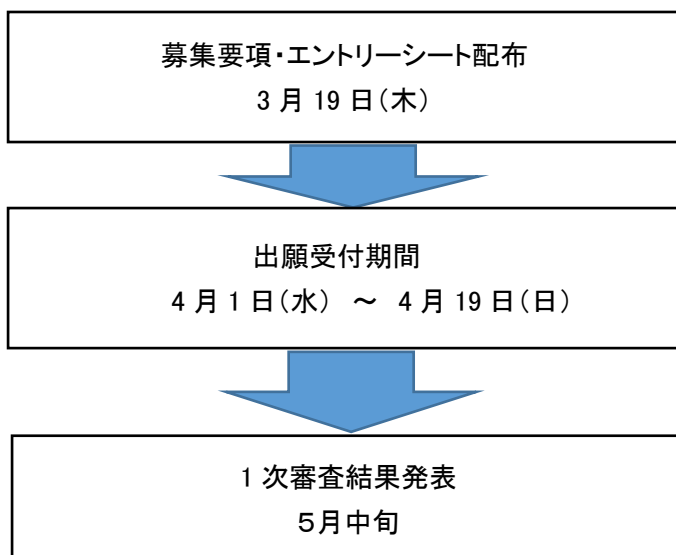 募集要項・エントリーシート配布
3 月 19 日（木）
出願受付期間
4 月 1 日（水） ～ 4 月 19 日（日）
1 次審査結果発表
５月中旬